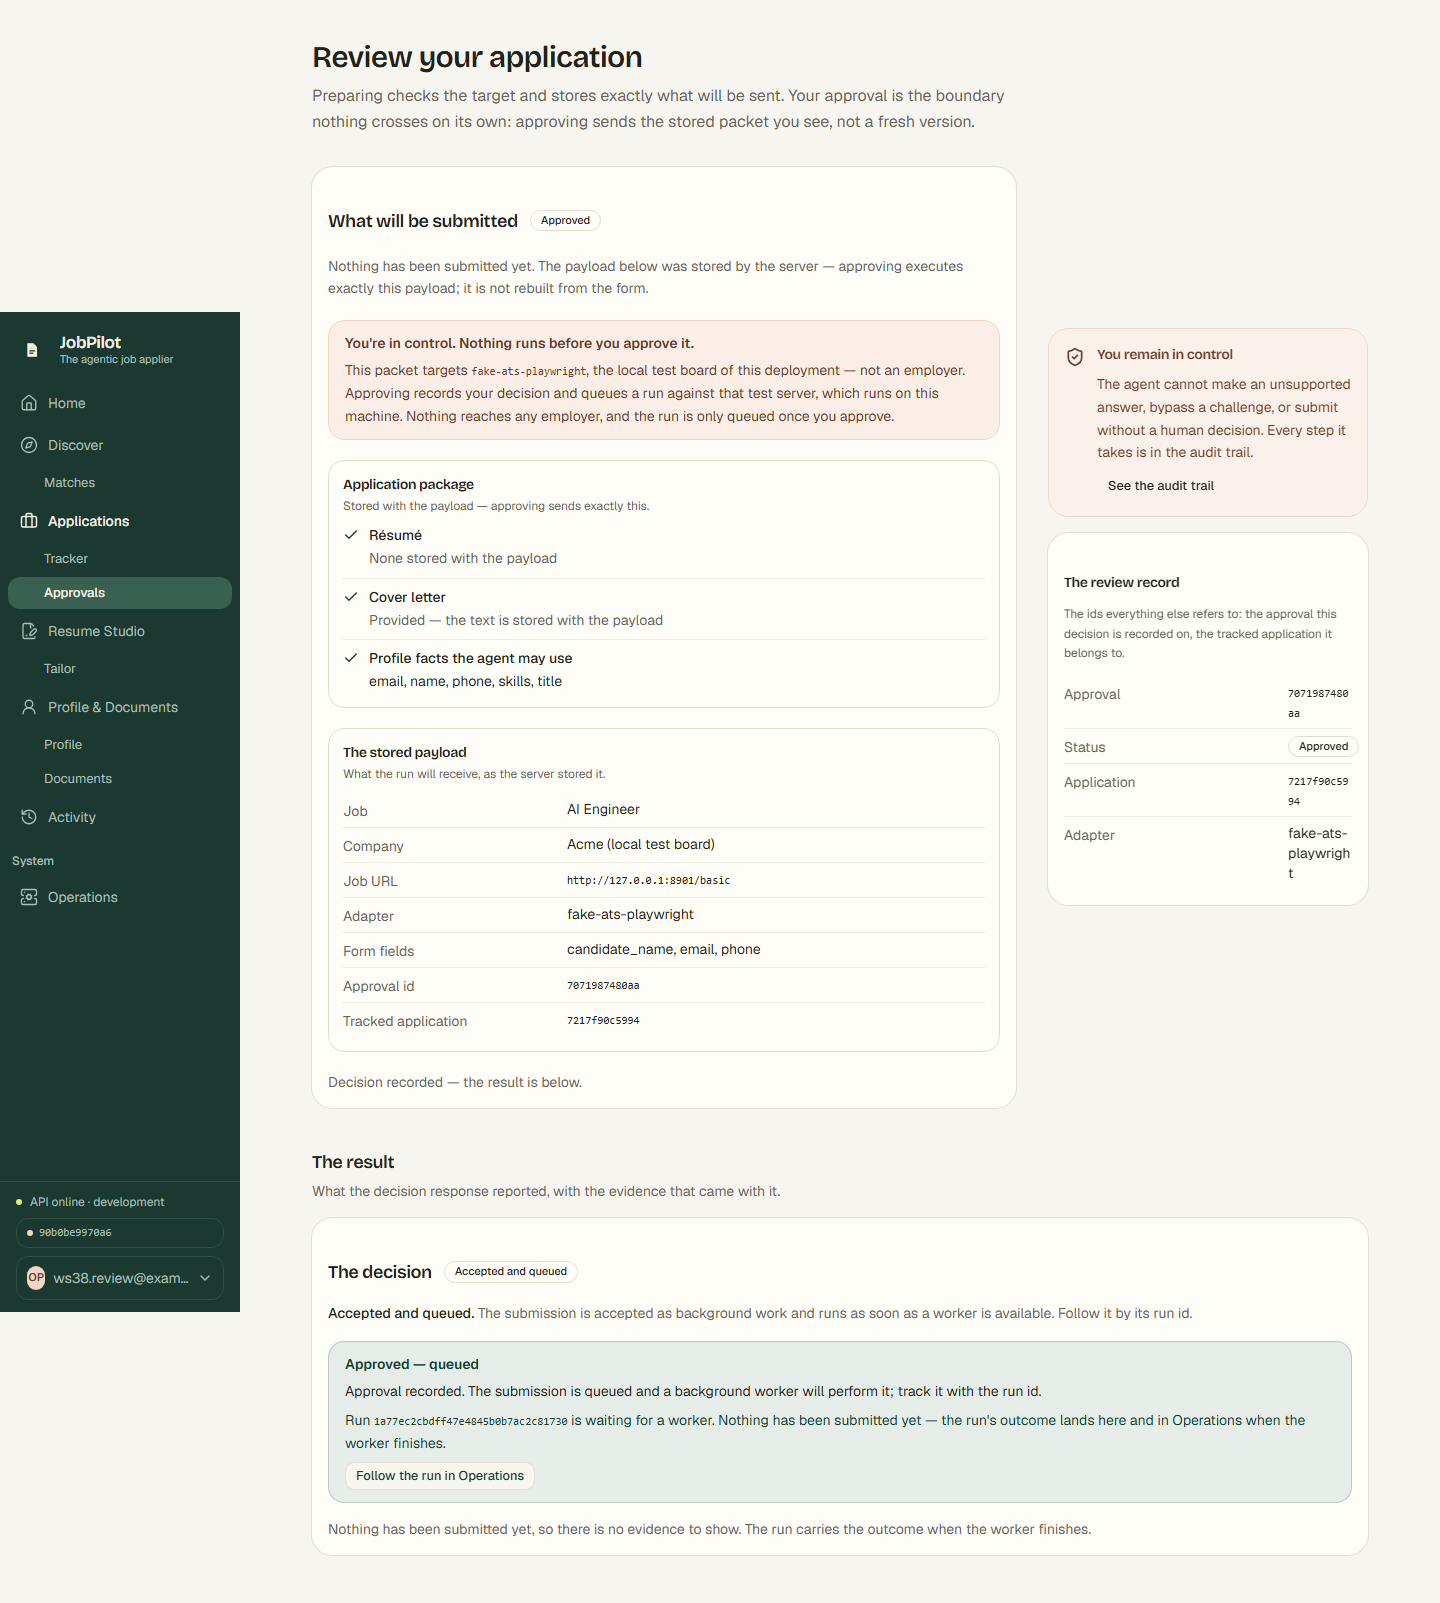 Review your application
Preparing checks the target and stores exactly what will be sent. Your approval is the boundary
nothing crosses on its own: approving sends the stored packet you see, not a fresh version.
JobPilot
The agentic job applier
Home
Discover
Matches
Applications
Tracker
Approvals
Resume Studio
Tailor
Profile & Documents
Profile
Documents
Activity
System
Operations
API online · development
90b0be9970a6
OP ws38.review@exam...
What will be submitted Approved
Nothing has been submitted yet. The payload below was stored by the server — approving executes
exactly this payload; it is not rebuilt from the form.
You're in control. Nothing runs before you approve it.
This packet targets fake-ats-playwright, the local test board of this deployment — not an employer.
Approving records your decision and queues a run against that test server, which runs on this
machine. Nothing reaches any employer, and the run is only queued once you approve.
Application package
Stored with the payload — approving sends exactly this.
Résumé
None stored with the payload
Cover letter
Provided — the text is stored with the payload
Profile facts the agent may use
email, name, phone, skills, title
The stored payload
What the run will receive, as the server stored it.
Job AI Engineer
Company Acme (local test board)
Job URL http://127.0.0.1:8901/basic
Adapter fake-ats-playwright
Form fields candidate_name, email, phone
Approval id 7071987480aa
Tracked application 7217f90c5994
Decision recorded — the result is below.
You remain in control
The agent cannot make an unsupported
answer, bypass a challenge, or submit
without a human decision. Every step it
takes is in the audit trail.
See the audit trail
The review record
The ids everything else refers to: the approval this
decision is recorded on, the tracked application it
belongs to.
Approval 7071987480
aa
Status Approved
Application 7217f90c59
94
Adapter fake-ats-
playwrigh
t
The result
What the decision response reported, with the evidence that came with it.
The decision Accepted and queued
Accepted and queued. The submission is accepted as background work and runs as soon as a worker is available. Follow it by its run id.
Approved — queued
Approval recorded. The submission is queued and a background worker will perform it; track it with the run id.
Run 1a77ec2cbdff47e4845b0b7ac2c81730 is waiting for a worker. Nothing has been submitted yet — the run's outcome lands here and in Operations when the
worker finishes.
Follow the run in Operations
Nothing has been submitted yet, so there is no evidence to show. The run carries the outcome when the worker finishes.